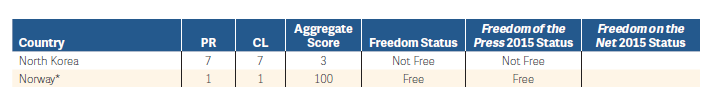 Country PR CL Aggregate Score Freedom Status Freedom of the Press 2015 Status Freedom on the Net 2015 Status
North Korea 7 7 3 Not Free Not Free
Norway* 1 1 100 Free Free